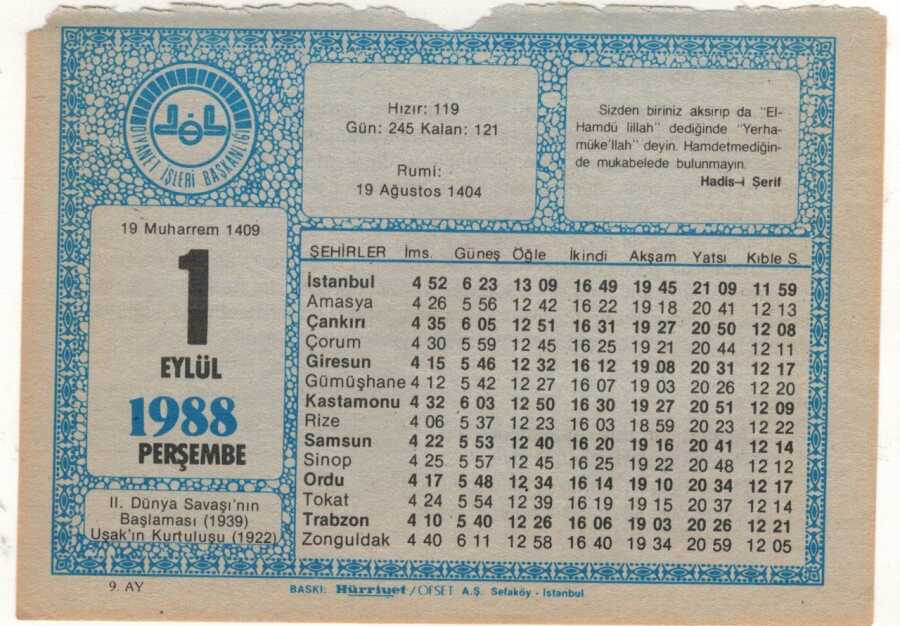 DİYANET İŞLERİ BAŞKANLIĞI
Hızır: 119
Gün: 245 Kalan: 121
Rumi:
19 Ağustos 1404
Sizden biriniz aksırıp da "El-
Hamdü lillah" dediğinde "Yerha-
müke'llah" deyin. Hamdetmediğin-
de mukabelede bulunmayın.
Hadis-i Şerif
19 Muharrem 1409
1
EYLÜL
1988
PERŞEMBE
II. Dünya Savaşı'nın
Başlaması (1939)
Uşak'ın Kurtuluşu (1922)
ŞEHİRLER İms. Güneş Öğle İkindi Akşam Yatsı Kıble S.
İstanbul 4 52 6 23 13 09 16 49 19 45 21 09 11 59
Amasya 4 26 5 56 12 42 16 22 19 18 20 41 12 13
Çankırı 4 35 6 05 12 51 16 31 19 27 20 50 12 08
Çorum 4 30 5 59 12 45 16 25 19 21 20 44 12 11
Giresun 4 15 5 46 12 32 16 12 19 08 20 31 12 17
Gümüşhane 4 12 5 42 12 27 16 07 19 03 20 26 12 20
Kastamonu 4 32 6 03 12 50 16 30 19 27 20 51 12 09
Rize 4 06 5 37 12 23 16 03 18 59 20 23 12 22
Samsun 4 22 5 53 12 40 16 20 19 16 20 41 12 14
Sinop 4 25 5 57 12 45 16 25 19 22 20 48 12 12
Ordu 4 17 5 48 12 34 16 14 19 10 20 34 12 17
Tokat 4 24 5 54 12 39 16 19 19 15 20 37 12 14
Trabzon 4 10 5 40 12 26 16 06 19 03 20 26 12 21
Zonguldak 4 40 6 11 12 58 16 40 19 34 20 59 12 05
9. AY
BASKI: Hürriyet/OFSET A.Ş. Sefaköy - İstanbul